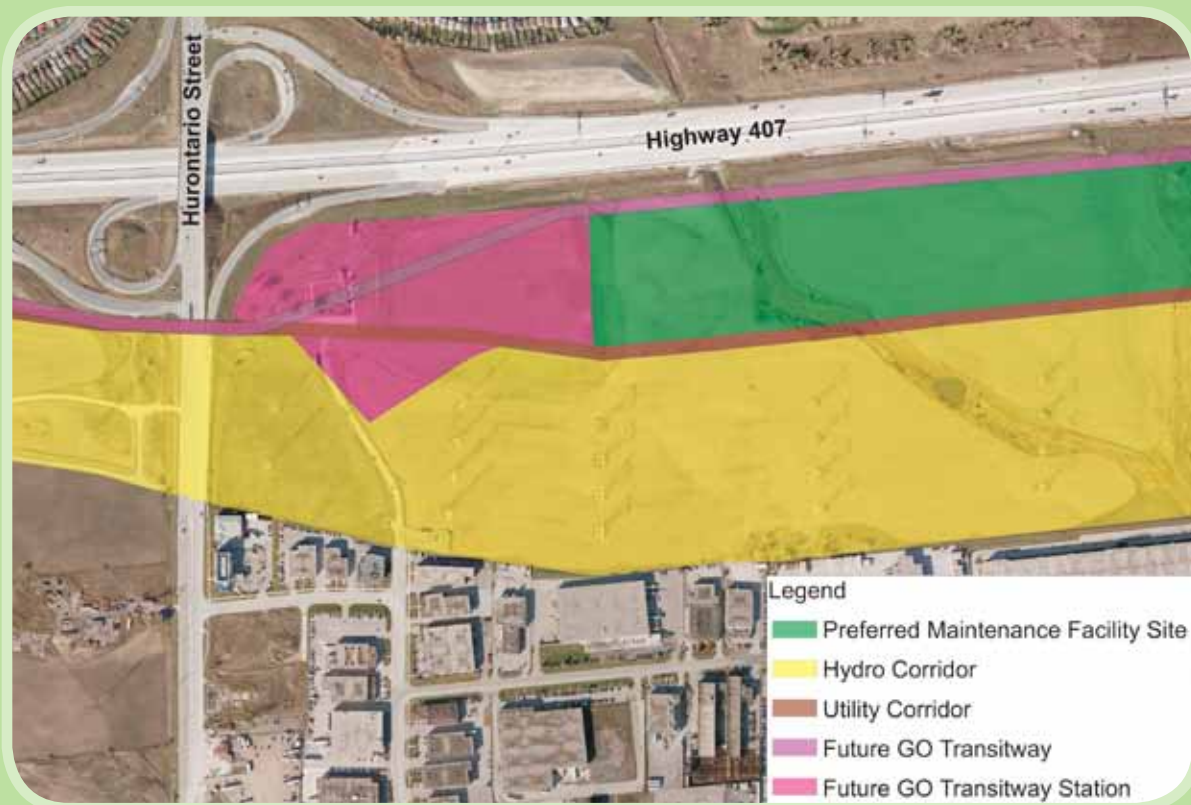 Hurontario Street
Highway 407
Legend
Preferred Maintenance Facility Site
Hydro Corridor
Utility Corridor
Future GO Transitway
Future GO Transitway Station